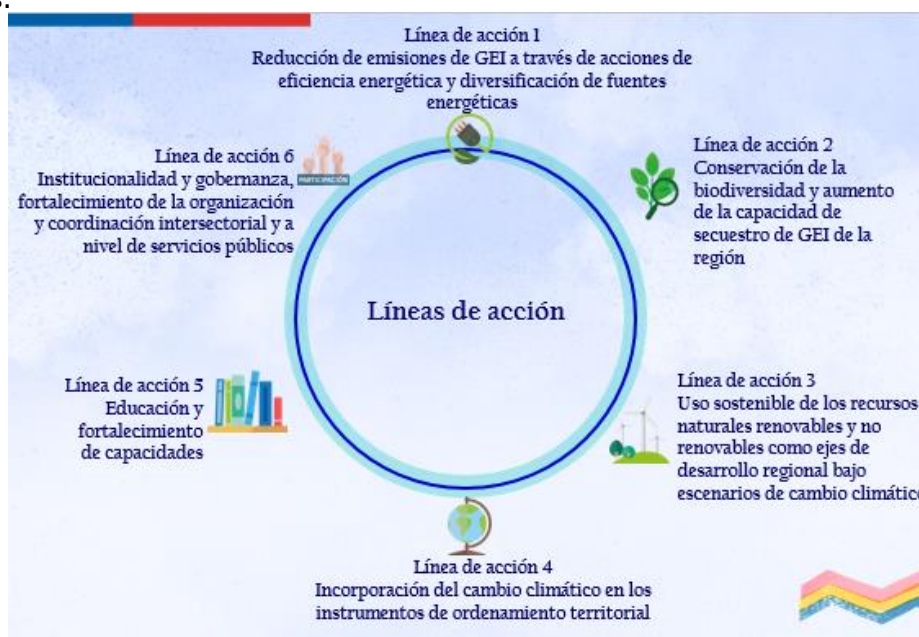 Línea de acción 1
Reducción de emisiones de GEI a través de acciones de
eficiencia energética y diversificación de fuentes
energéticas
Línea de acción 2
Conservación de la
biodiversidad y aumento
de la capacidad de
secuestro de GEI de la
región
Línea de acción 3
Uso sostenible de los recursos
naturales renovables y no
renovables como ejes de
desarrollo regional bajo
escenarios de cambio climático
Línea de acción 4
Incorporación del cambio climático en los
instrumentos de ordenamiento territorial
Línea de acción 5
Educación y
fortalecimiento
de capacidades
Línea de acción 6
Institucionalidad y gobernanza,
fortalecimiento de la organización
y coordinación intersectorial y a
nivel de servicios públicos
PARTICIPACIÓN
Líneas de acción